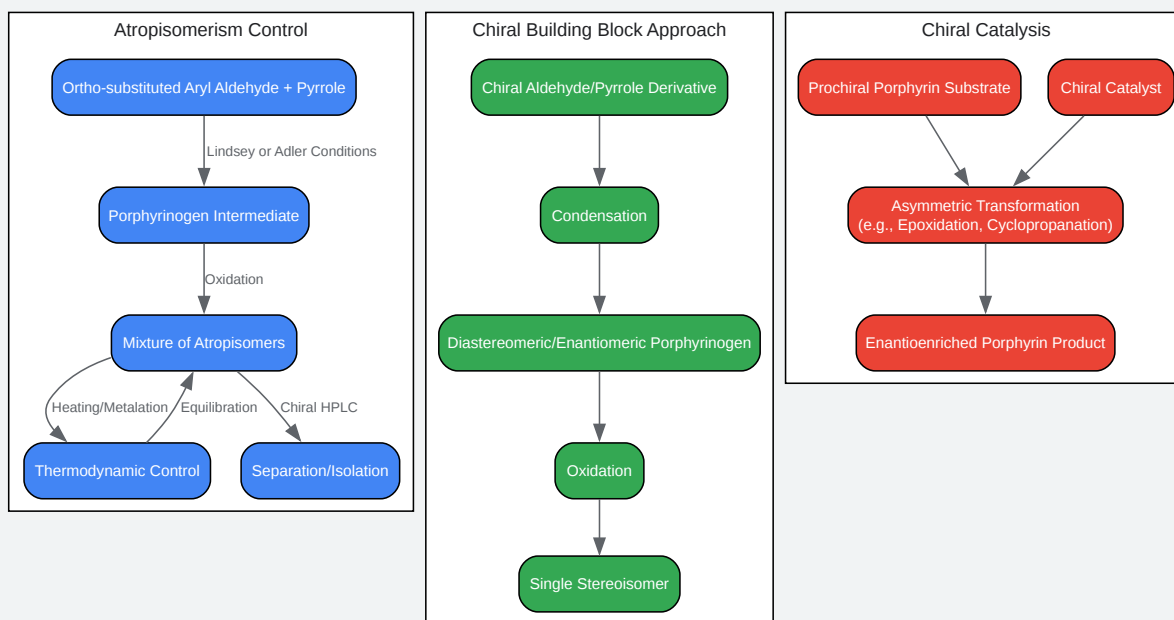 Atropisomerism Control
Ortho-substituted Aryl Aldehyde + Pyrrole
Lindsey or Adler Conditions
Porphyrinogen Intermediate
Oxidation
Mixture of Atropisomers
Heating/Metalation
Equilibration
Chiral HPLC
Thermodynamic Control
Separation/Isolation
Chiral Building Block Approach
Chiral Aldehyde/Pyrrole Derivative
Condensation
Diastereomeric/Enantiomeric Porphyrinogen
Oxidation
Single Stereoisomer
Chiral Catalysis
Prochiral Porphyrin Substrate
Chiral Catalyst
Asymmetric Transformation
(e.g., Epoxidation, Cyclopropanation)
Enantioenriched Porphyrin Product